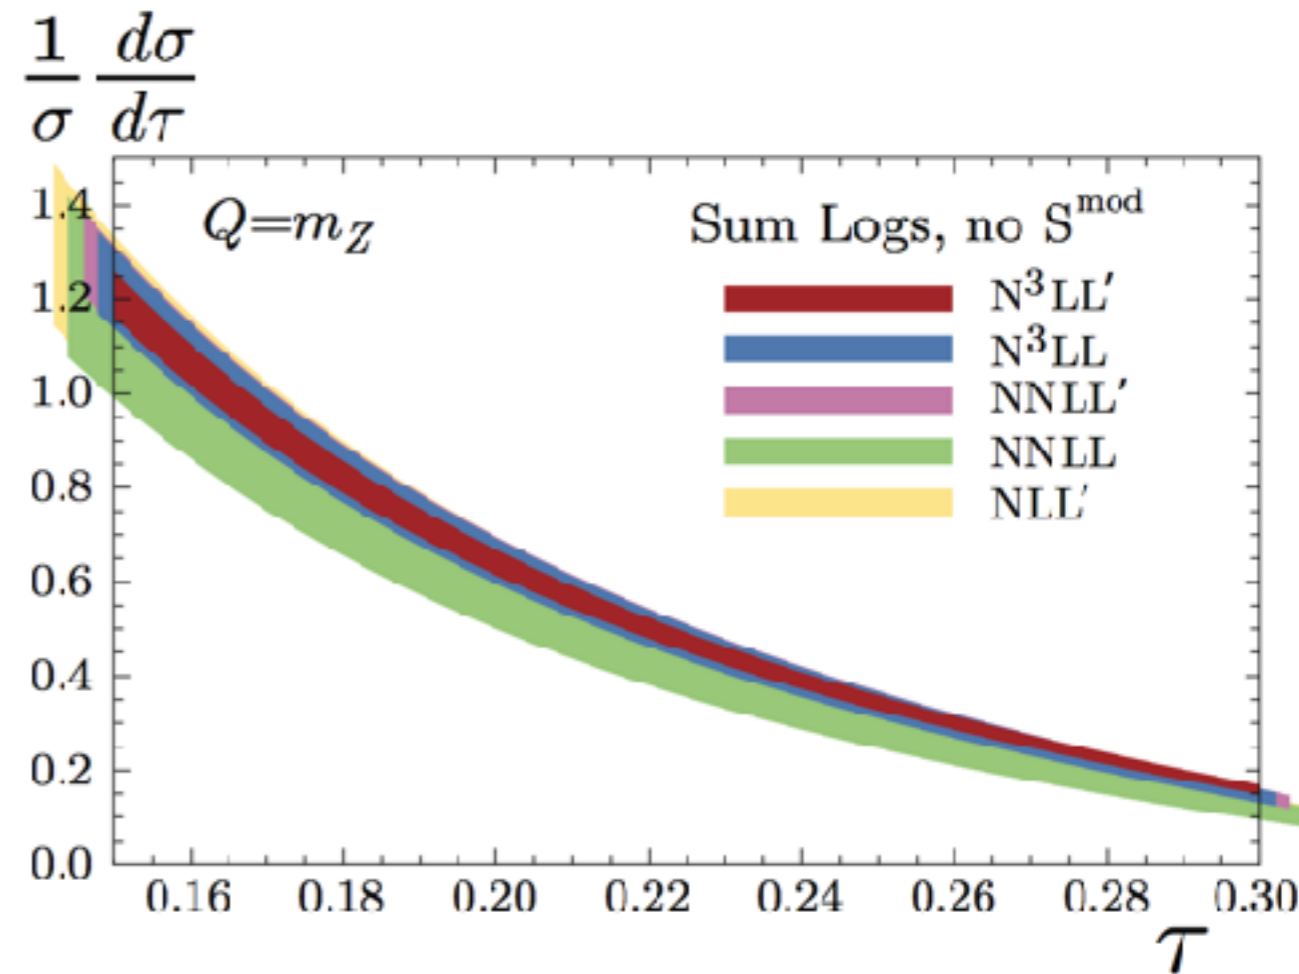 1/σ dσ/dτ
Q=m_Z
Sum Logs, no S^mod
N³LL′
N³LL
NNLL′
NNLL
NLL′
1.4
1.2
1.0
0.8
0.6
0.4
0.2
0.0
0.16 0.18 0.20 0.22 0.24 0.26 0.28 0.30
τ